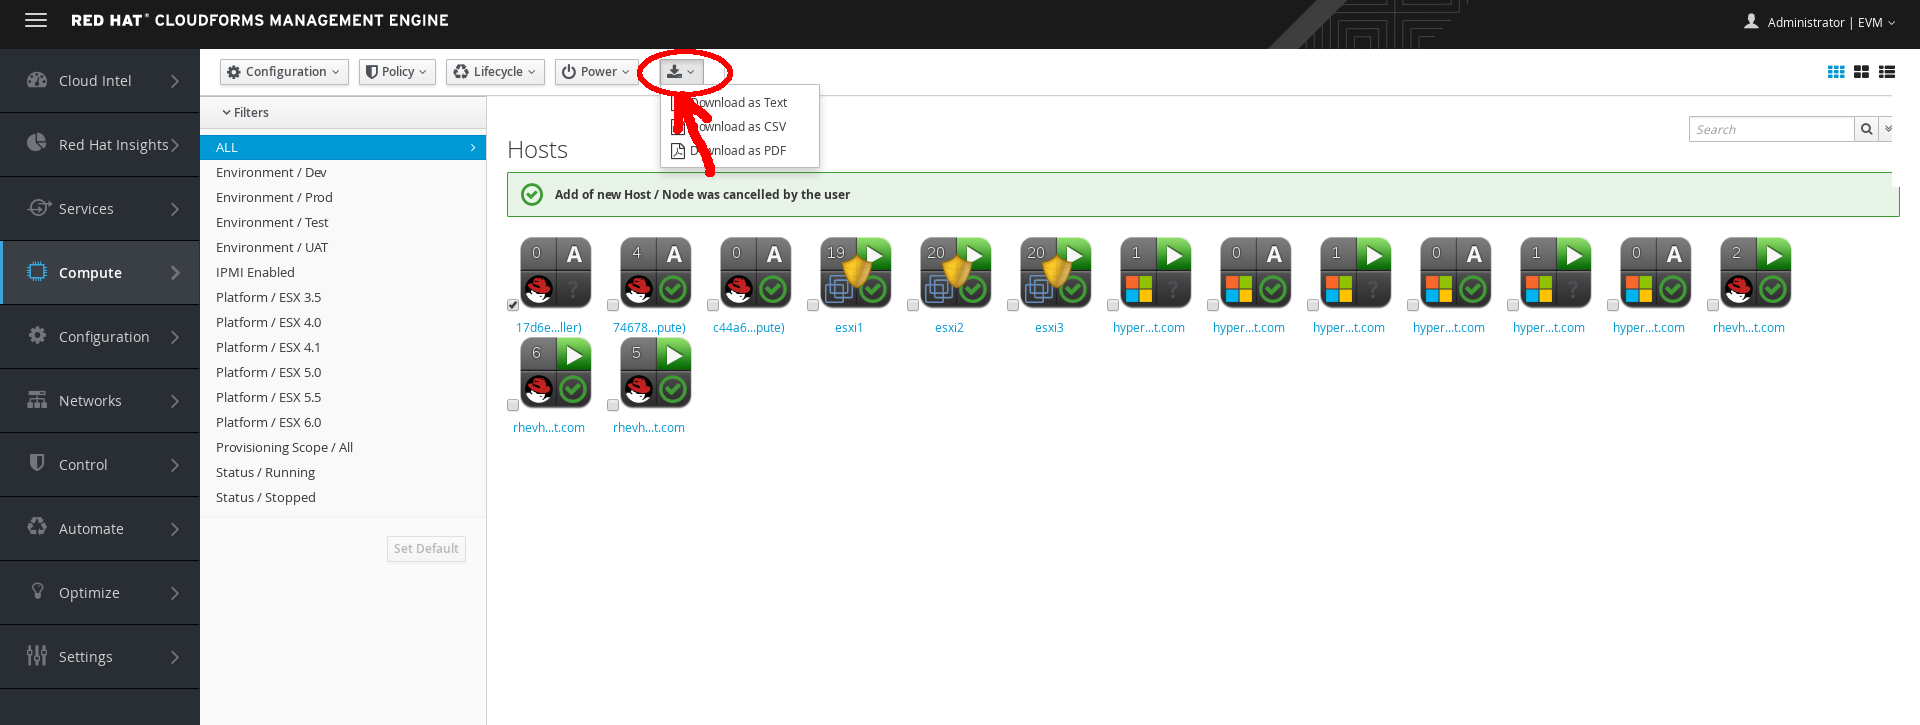 RED HAT® CLOUDFORMS MANAGEMENT ENGINE
Administrator | EVM
Cloud Intel
Red Hat Insights
Services
Compute
Configuration
Networks
Control
Automate
Optimize
Settings
Configuration
Policy
Lifecycle
Power
Download as Text
Download as CSV
Download as PDF
Filters
ALL
Environment / Dev
Environment / Prod
Environment / Test
Environment / UAT
IPMI Enabled
Platform / ESX 3.5
Platform / ESX 4.0
Platform / ESX 4.1
Platform / ESX 5.0
Platform / ESX 5.5
Platform / ESX 6.0
Provisioning Scope / All
Status / Running
Status / Stopped
Set Default
Search
Hosts
Add of new Host / Node was cancelled by the user
0 A 4 A 0 A 19 20 20 1 0 A 1 0 A 1 0 A 2
? ? ? ?
17d6e...ller) 74678...pute) c44a6...pute) esxi1 esxi2 esxi3 hyper...t.com hyper...t.com hyper...t.com hyper...t.com hyper...t.com hyper...t.com rhevh...t.com
6 5
rhevh...t.com rhevh...t.com